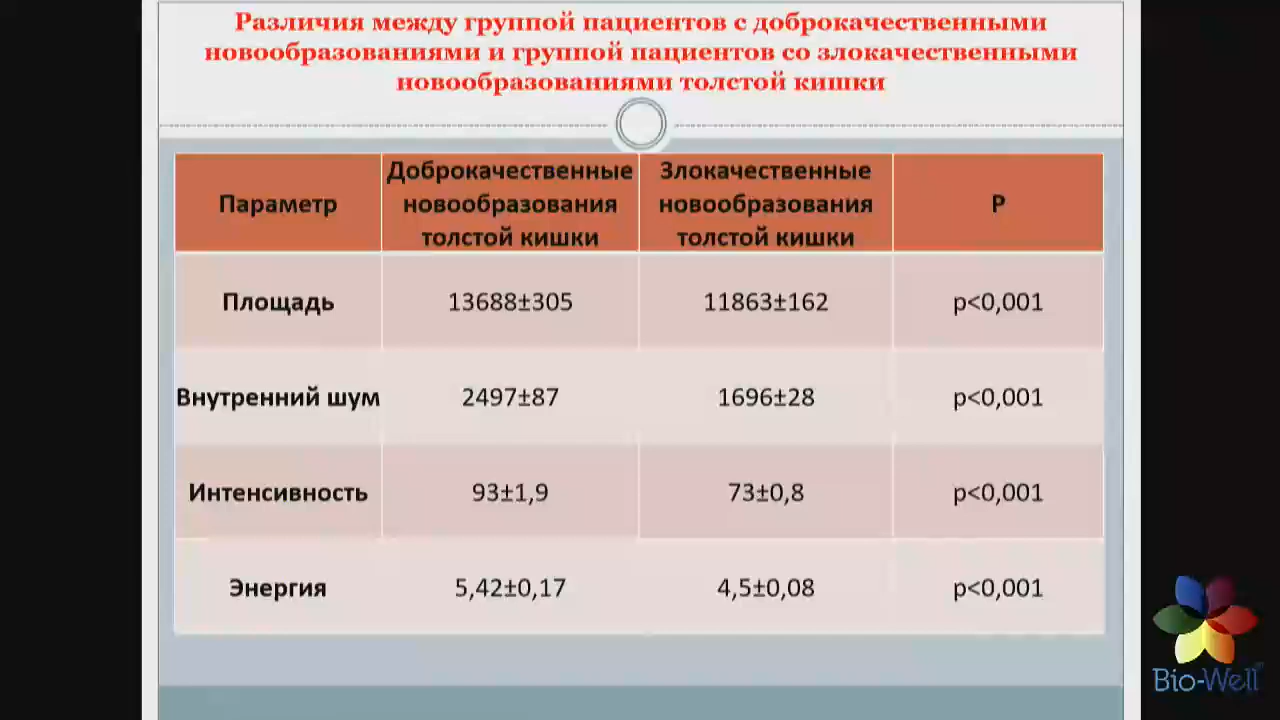 Различия между группой пациентов с доброкачественными
новообразованиями и группой пациентов со злокачественными
новообразованиями толстой кишки
Параметр
Доброкачественные
новообразования
толстой кишки
Злокачественные
новообразования
толстой кишки
P
Площадь
13688±305
11863±162
p<0,001
Внутренний шум
2497±87
1696±28
p<0,001
Интенсивность
93±1,9
73±0,8
p<0,001
Энергия
5,42±0,17
4,5±0,08
p<0,001
Bio-Well